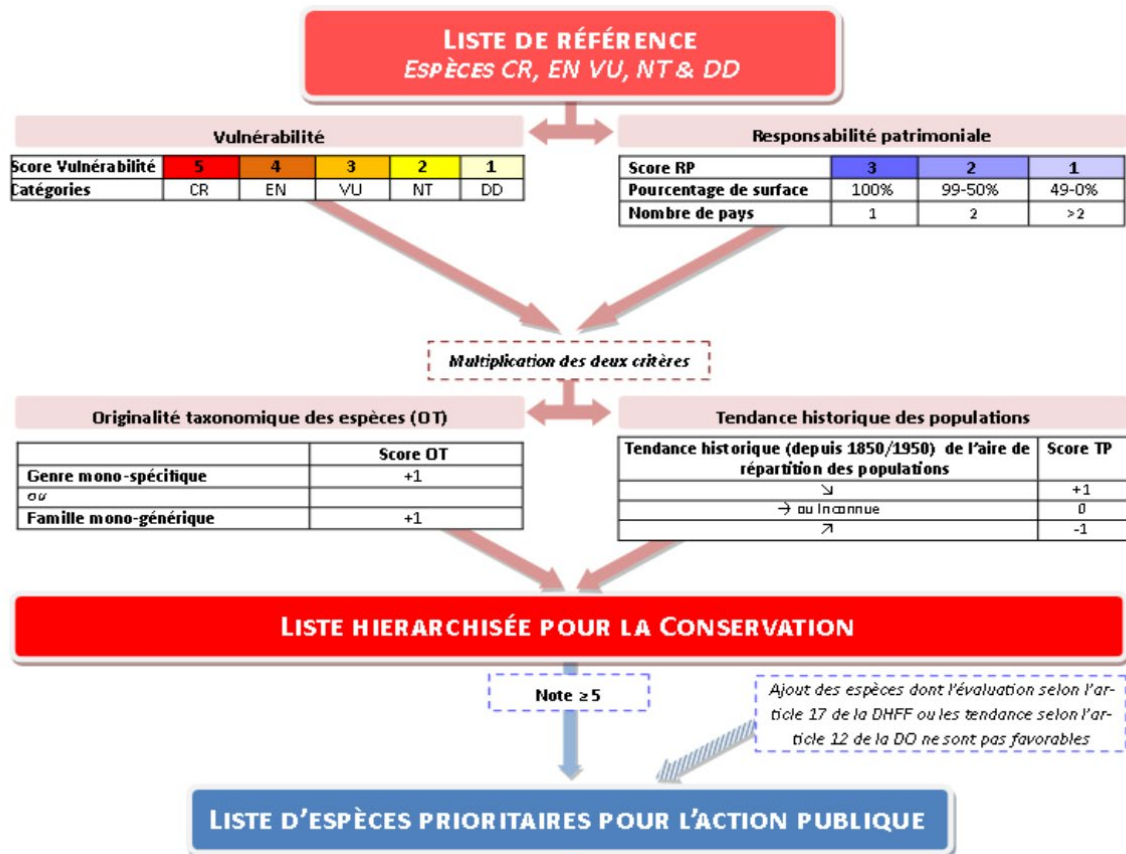 LISTE DE RÉFÉRENCE
ESPÈCES CR, EN VU, NT & DD
Vulnérabilité
Score Vulnérabilité 5 4 3 2 1
Catégories CR EN VU NT DD
Responsabilité patrimoniale
Score RP 3 2 1
Pourcentage de surface 100% 99-50% 49-0%
Nombre de pays 1 2 >2
Multiplication des deux critères
Originalité taxonomique des espèces (OT)
Score OT
Genre mono-spécifique +1
ou
Famille mono-générique +1
Tendance historique des populations
Tendance historique (depuis 1850/1950) de l'aire de Score TP
répartition des populations
↘ +1
→ ou Inconnue 0
↗ -1
LISTE HIERARCHISÉE POUR LA CONSERVATION
Note ≥ 5
Ajout des espèces dont l'évaluation selon l'ar-
ticle 17 de la DHFF ou les tendance selon l'ar-
ticle 12 de la DO ne sont pas favorables
LISTE D'ESPÈCES PRIORITAIRES POUR L'ACTION PUBLIQUE